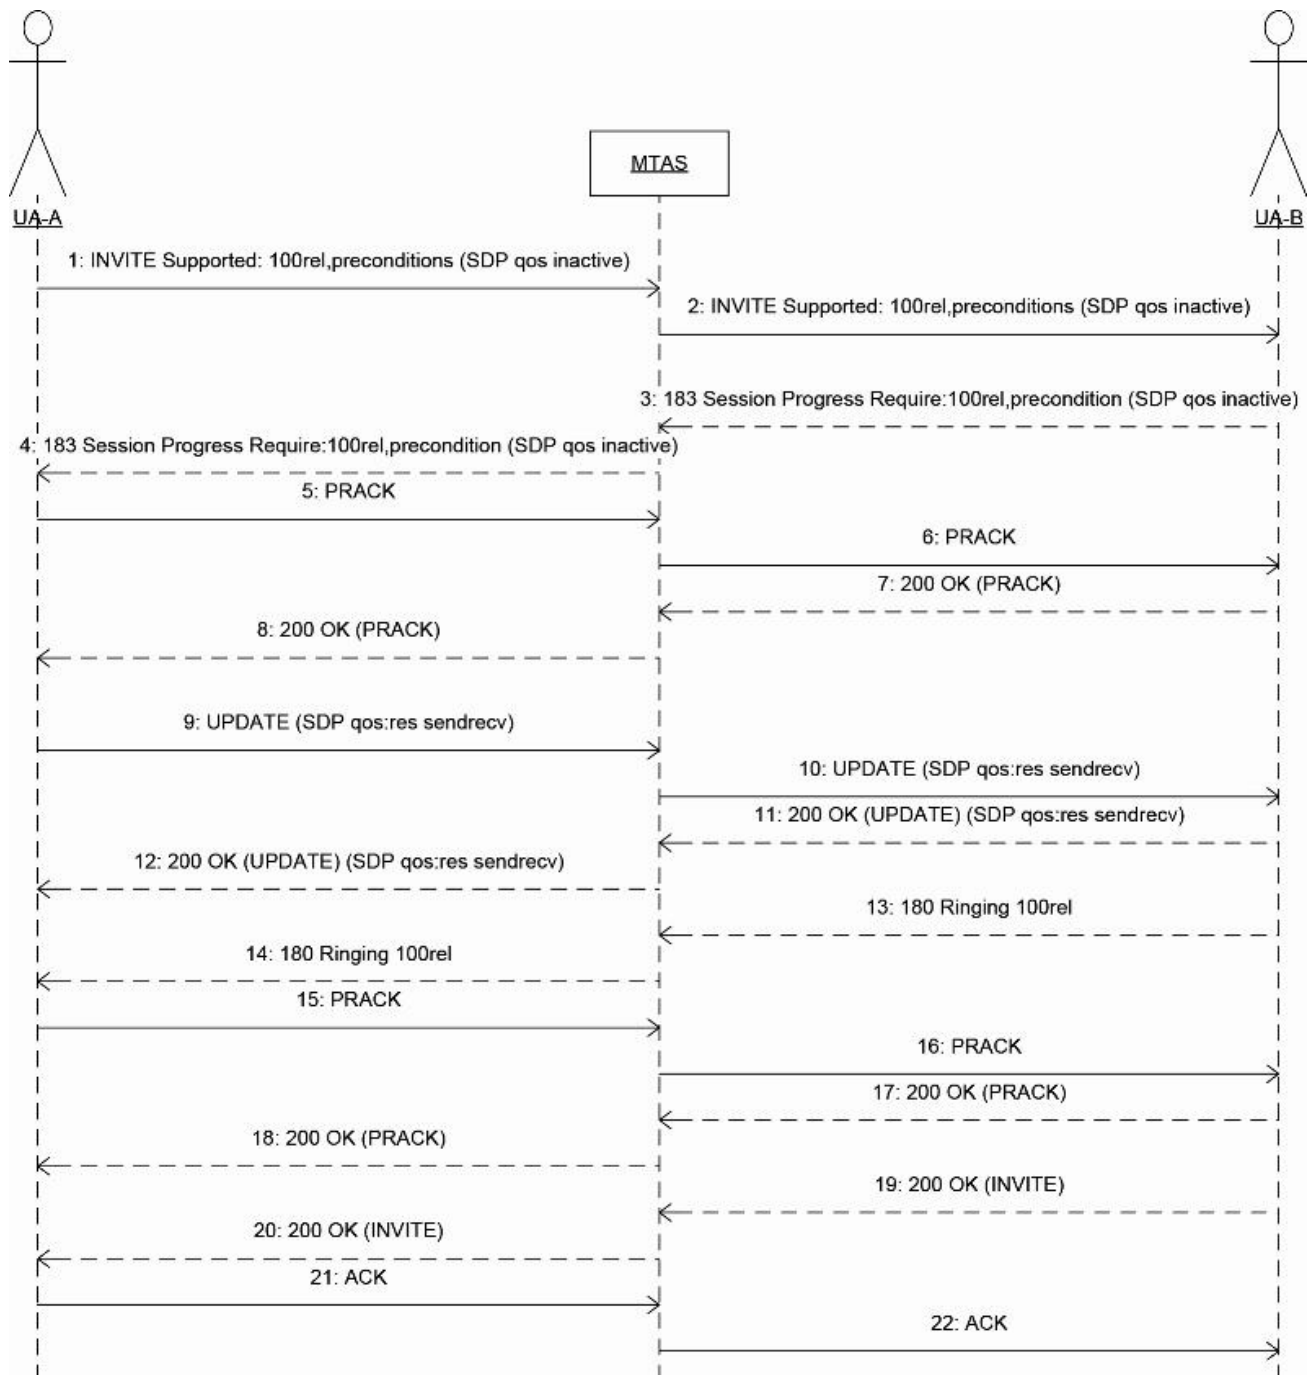 MTAS
UA-A
UA-B
1: INVITE Supported: 100rel,preconditions (SDP qos inactive)
2: INVITE Supported: 100rel,preconditions (SDP qos inactive)
3: 183 Session Progress Require:100rel,precondition (SDP qos inactive)
4: 183 Session Progress Require:100rel,precondition (SDP qos inactive)
5: PRACK
6: PRACK
7: 200 OK (PRACK)
8: 200 OK (PRACK)
9: UPDATE (SDP qos:res sendrecv)
10: UPDATE (SDP qos:res sendrecv)
11: 200 OK (UPDATE) (SDP qos:res sendrecv)
12: 200 OK (UPDATE) (SDP qos:res sendrecv)
13: 180 Ringing 100rel
14: 180 Ringing 100rel
15: PRACK
16: PRACK
17: 200 OK (PRACK)
18: 200 OK (PRACK)
19: 200 OK (INVITE)
20: 200 OK (INVITE)
21: ACK
22: ACK